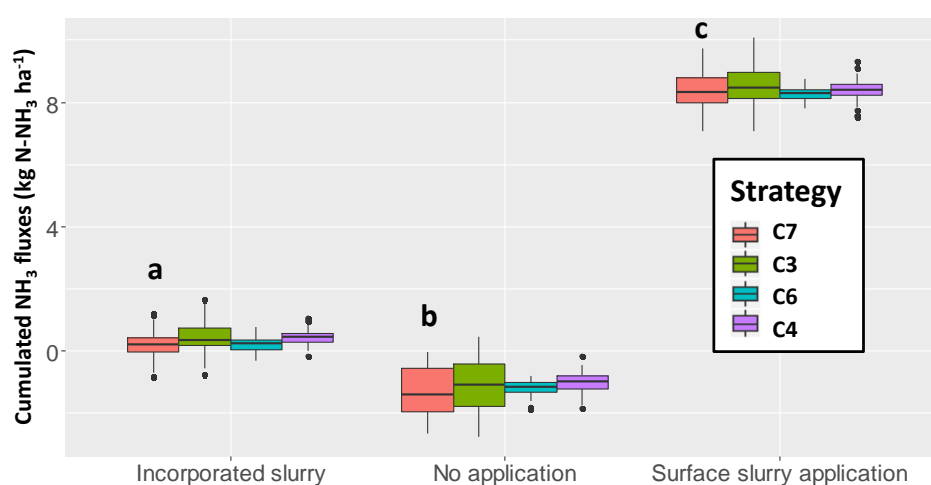 Cumulated NH3 fluxes (kg N-NH3 ha-1)
8
4
0
a
b
c
Strategy
C7
C3
C6
C4
Incorporated slurry
No application
Surface slurry application